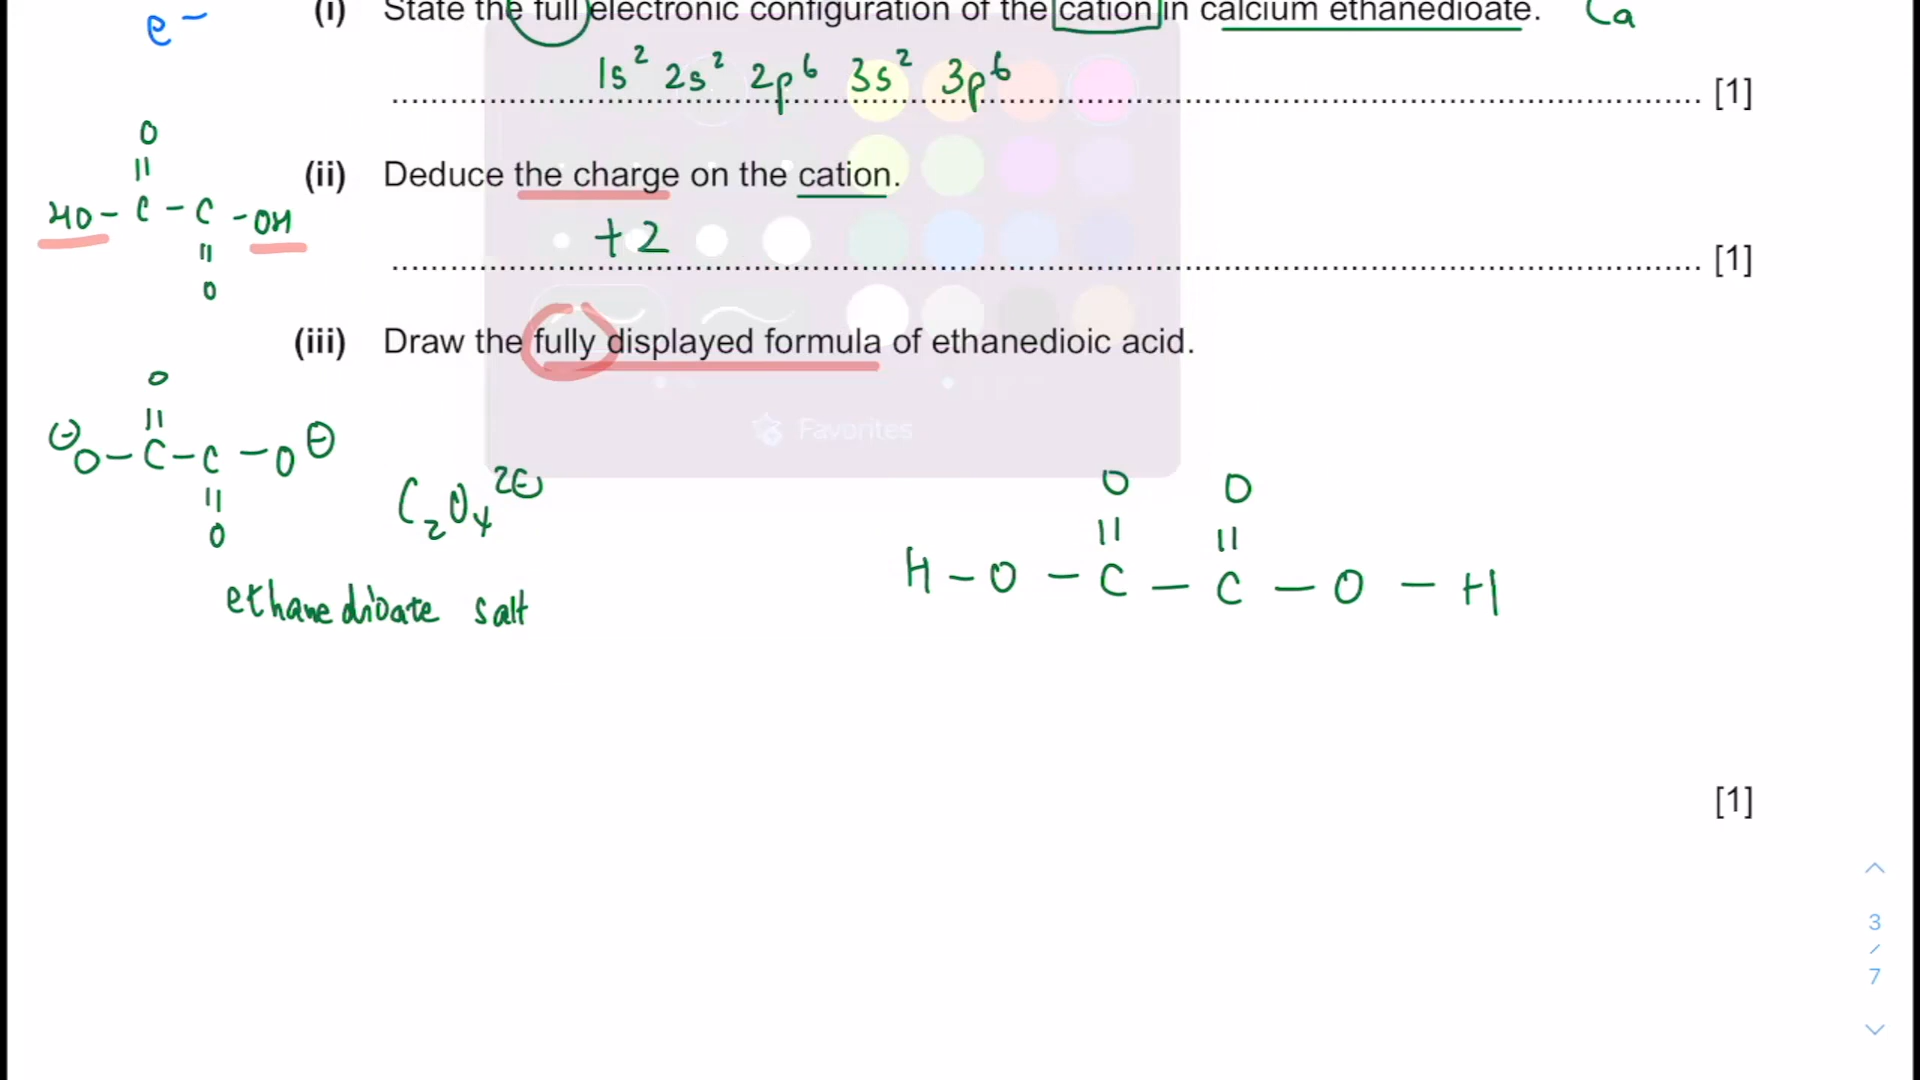 (i) State the full electronic configuration of the cation in calcium ethanedioate. Ca
e⁻
1s² 2s² 2p⁶ 3s² 3p⁶
[1]
O
||
HO - C - C - OH
||
O
(ii) Deduce the charge on the cation.
+2
[1]
(iii) Draw the fully displayed formula of ethanedioic acid.
O
||
⊖O - C - C - O⊖
||
O
Favorites
C₂O₄²⊖
ethanedioate salt
O O
|| ||
H - O - C - C - O - H
[1]
3
/
7